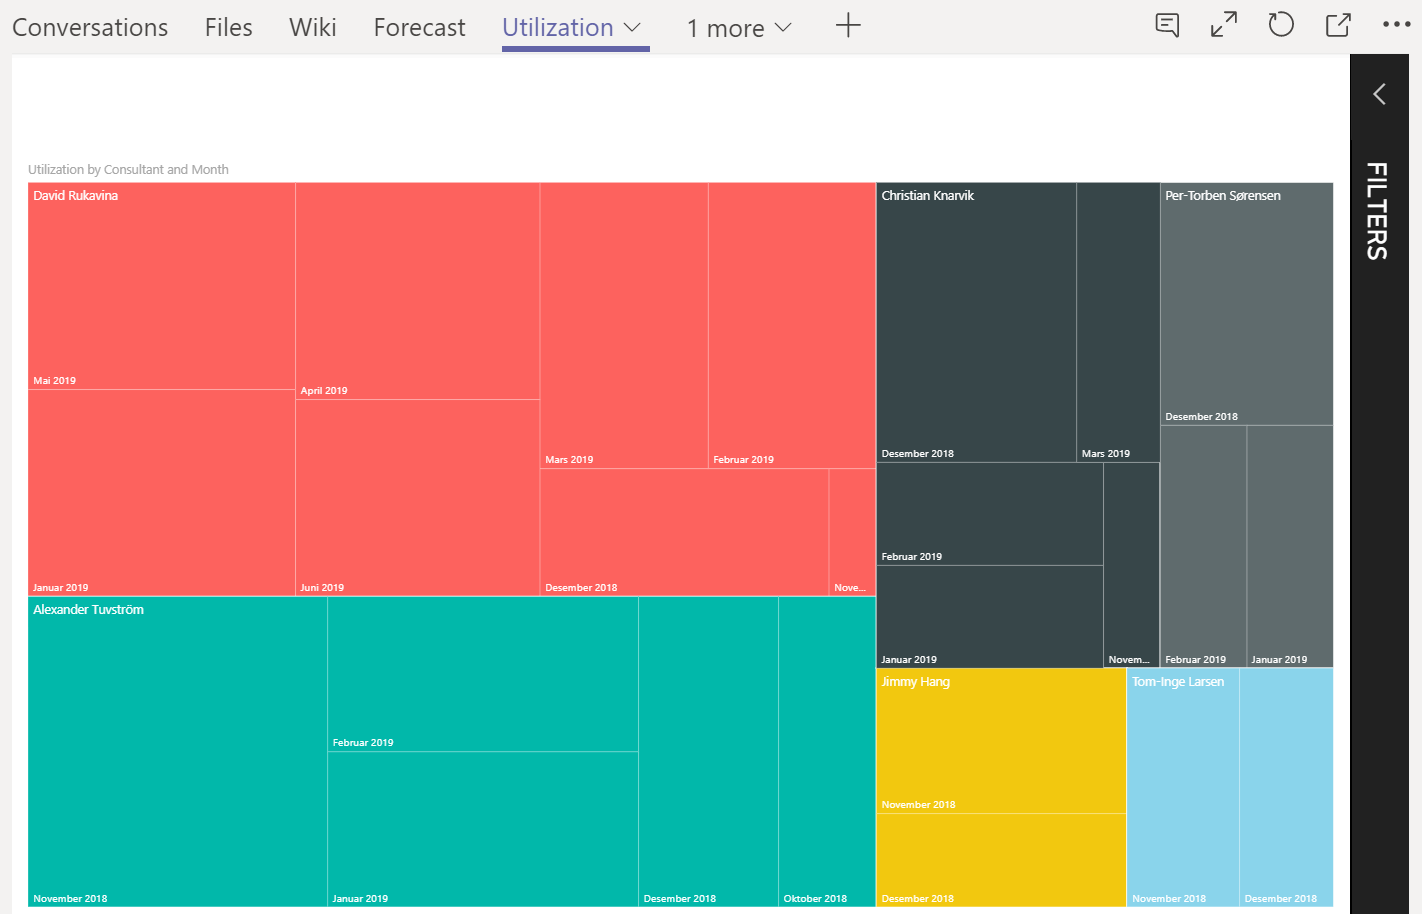 Conversations Files Wiki Forecast Utilization 1 more
Utilization by Consultant and Month
FILTERS
David Rukavina
Mai 2019
Januar 2019
April 2019
Juni 2019
Mars 2019
Februar 2019
Desember 2018
Nove...
Alexander Tuvström
November 2018
Februar 2019
Januar 2019
Desember 2018
Oktober 2018
Christian Knarvik
Desember 2018
Mars 2019
Februar 2019
Januar 2019
Novem...
Per-Torben Sørensen
Desember 2018
Februar 2019
Januar 2019
Jimmy Hang
November 2018
Desember 2018
Tom-Inge Larsen
November 2018
Desember 2018